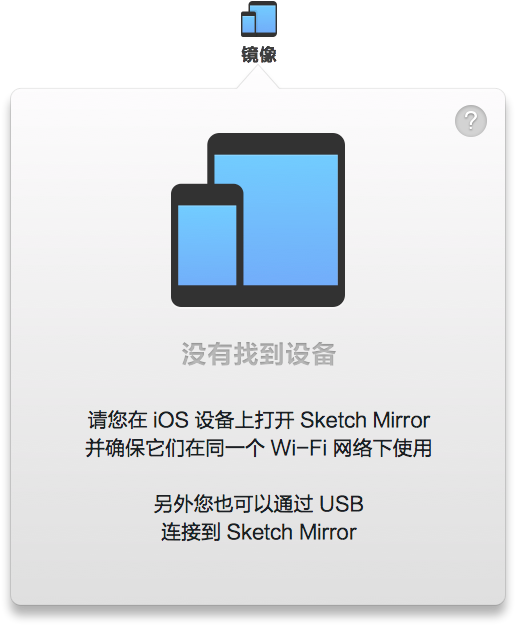 镜像
?
没有找到设备
请您在 iOS 设备上打开 Sketch Mirror
并确保它们在同一个 Wi-Fi 网络下使用
另外您也可以通过 USB
连接到 Sketch Mirror